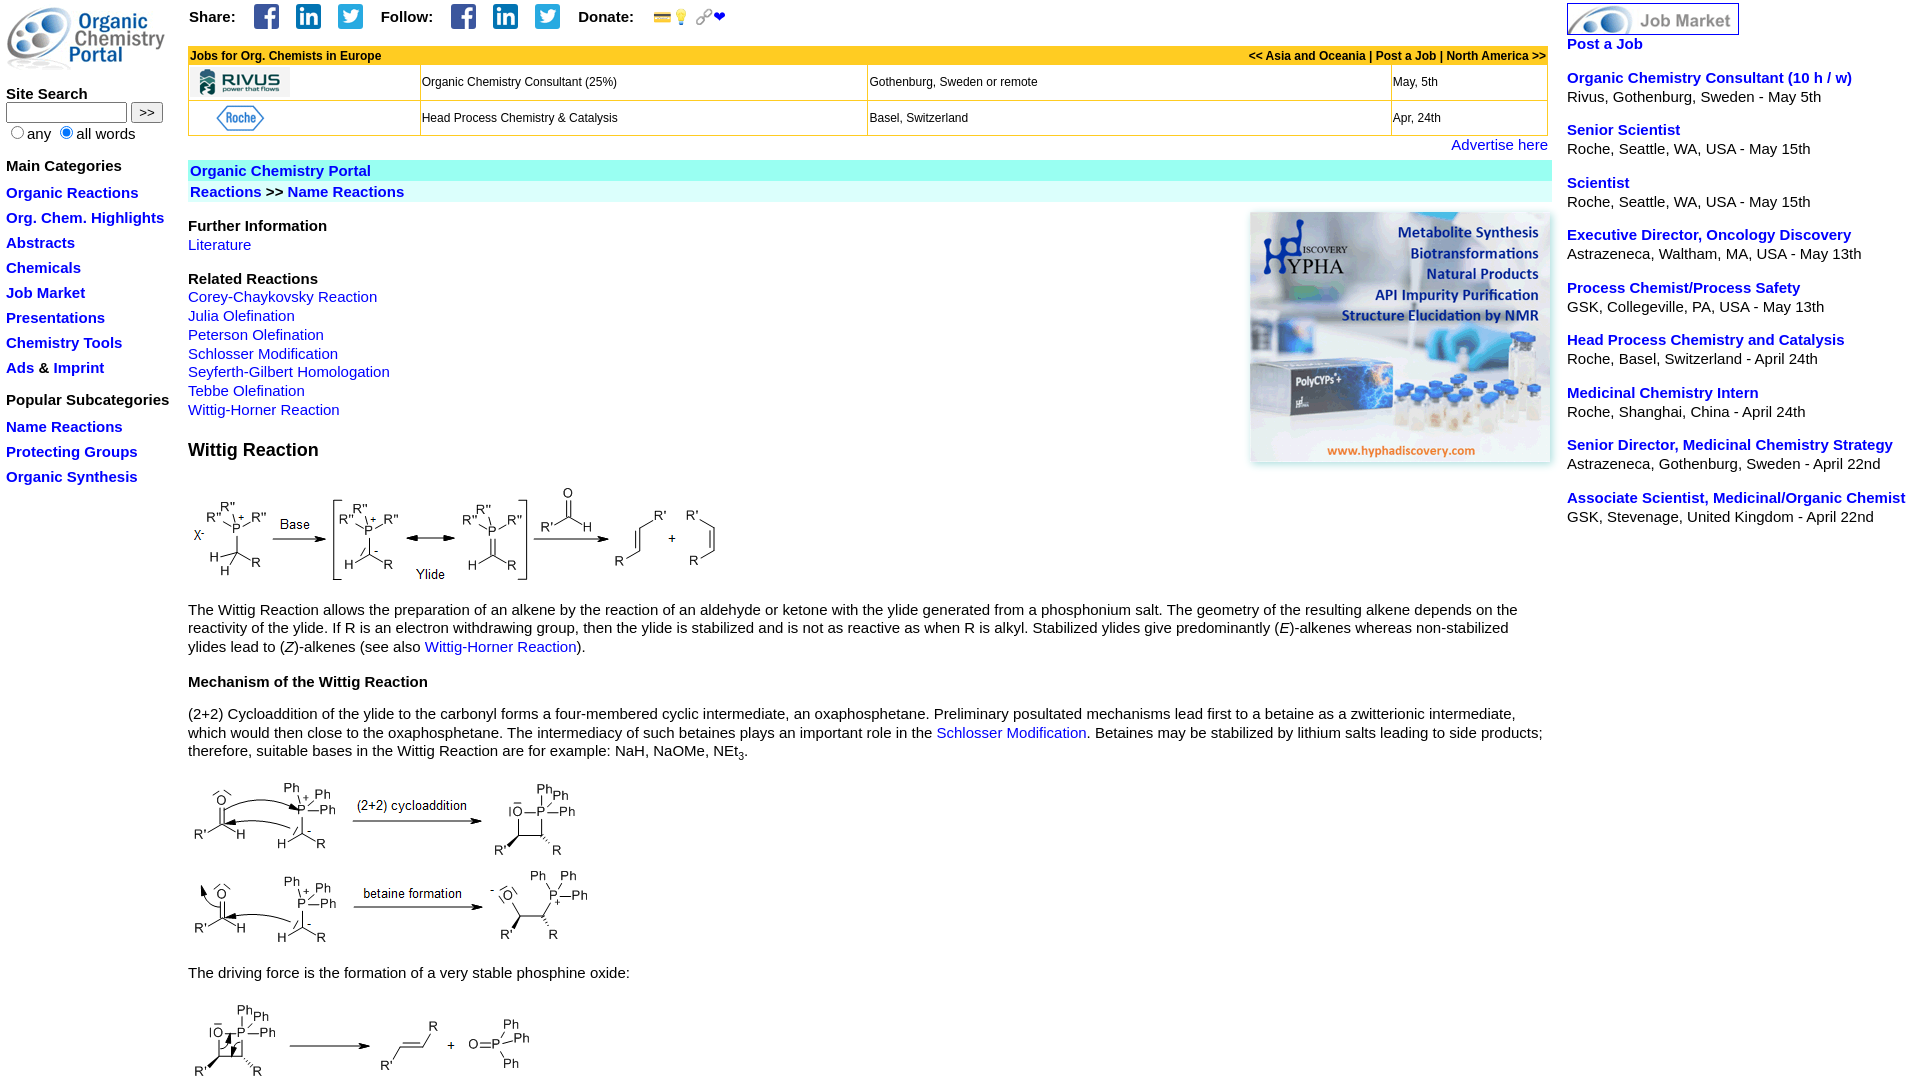 Organic
Chemistry
Portal
Site Search
>>
any all words
Main Categories
Organic Reactions
Org. Chem. Highlights
Abstracts
Chemicals
Job Market
Presentations
Chemistry Tools
Ads & Imprint
Popular Subcategories
Name Reactions
Protecting Groups
Organic Synthesis
Share: Follow: Donate:
Jobs for Org. Chemists in Europe << Asia and Oceania | Post a Job | North America >>
RIVUS
power that flows
Organic Chemistry Consultant (25%) Gothenburg, Sweden or remote May, 5th
Roche Head Process Chemistry & Catalysis Basel, Switzerland Apr, 24th
Advertise here
Organic Chemistry Portal
Reactions >> Name Reactions
Further Information
Literature
Related Reactions
Corey-Chaykovsky Reaction
Julia Olefination
Peterson Olefination
Schlosser Modification
Seyferth-Gilbert Homologation
Tebbe Olefination
Wittig-Horner Reaction
Hd ISCOVERY
HYPHA
Metabolite Synthesis
Biotransformations
Natural Products
API Impurity Purification
Structure Elucidation by NMR
PolyCYPs+
www.hyphadiscovery.com
Wittig Reaction
X- R" R" R" P + H H R
Base
R" R" R" P + - H R
Ylide
R" R" R" P H R
O R' H
R' R + R' R
The Wittig Reaction allows the preparation of an alkene by the reaction of an aldehyde or ketone with the ylide generated from a phosphonium salt. The geometry of the resulting alkene depends on the
reactivity of the ylide. If R is an electron withdrawing group, then the ylide is stabilized and is not as reactive as when R is alkyl. Stabilized ylides give predominantly (E)-alkenes whereas non-stabilized
ylides lead to (Z)-alkenes (see also Wittig-Horner Reaction).
Mechanism of the Wittig Reaction
(2+2) Cycloaddition of the ylide to the carbonyl forms a four-membered cyclic intermediate, an oxaphosphetane. Preliminary posultated mechanisms lead first to a betaine as a zwitterionic intermediate,
which would then close to the oxaphosphetane. The intermediacy of such betaines plays an important role in the Schlosser Modification. Betaines may be stabilized by lithium salts leading to side products;
therefore, suitable bases in the Wittig Reaction are for example: NaH, NaOMe, NEt3.
O R' H Ph Ph Ph P + - H R
(2+2) cycloaddition
O P Ph Ph Ph R' R
O R' H Ph Ph Ph P + - H R
betaine formation
- O Ph Ph P Ph + R' R
The driving force is the formation of a very stable phosphine oxide:
O P Ph Ph Ph R' R
R R' + O P Ph Ph Ph
Job Market
Post a Job
Organic Chemistry Consultant (10 h / w)
Rivus, Gothenburg, Sweden - May 5th
Senior Scientist
Roche, Seattle, WA, USA - May 15th
Scientist
Roche, Seattle, WA, USA - May 15th
Executive Director, Oncology Discovery
Astrazeneca, Waltham, MA, USA - May 13th
Process Chemist/Process Safety
GSK, Collegeville, PA, USA - May 13th
Head Process Chemistry and Catalysis
Roche, Basel, Switzerland - April 24th
Medicinal Chemistry Intern
Roche, Shanghai, China - April 24th
Senior Director, Medicinal Chemistry Strategy
Astrazeneca, Gothenburg, Sweden - April 22nd
Associate Scientist, Medicinal/Organic Chemist
GSK, Stevenage, United Kingdom - April 22nd